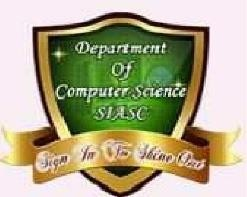 Department
Of
Computer Science
SIASC
Sign In To Shine Out